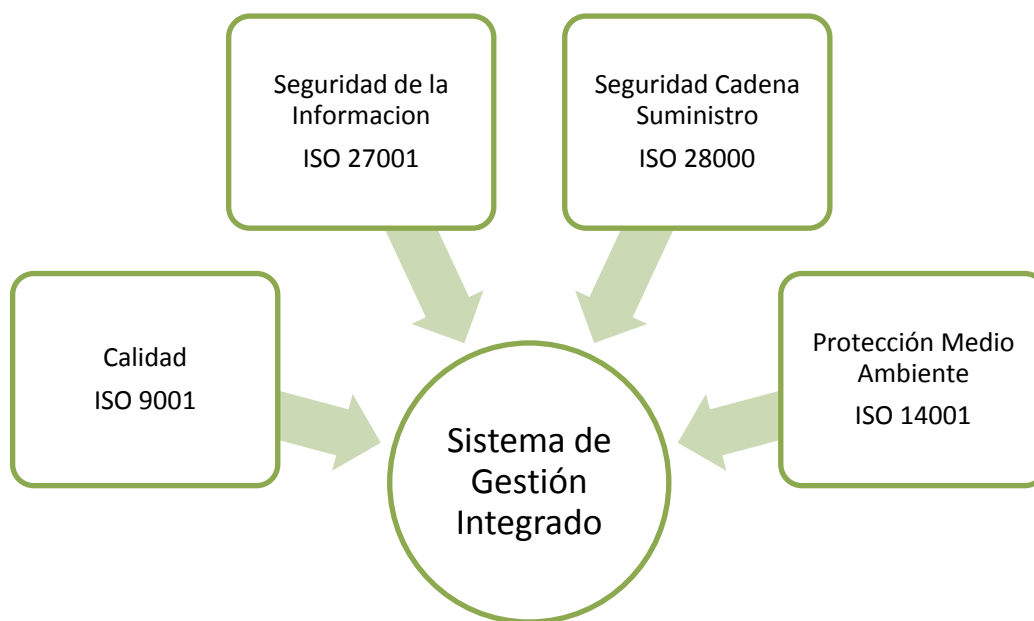 Seguridad de la
Informacion
ISO 27001
Seguridad Cadena
Suministro
ISO 28000
Calidad
ISO 9001
Protección Medio
Ambiente
ISO 14001
Sistema de
Gestión
Integrado